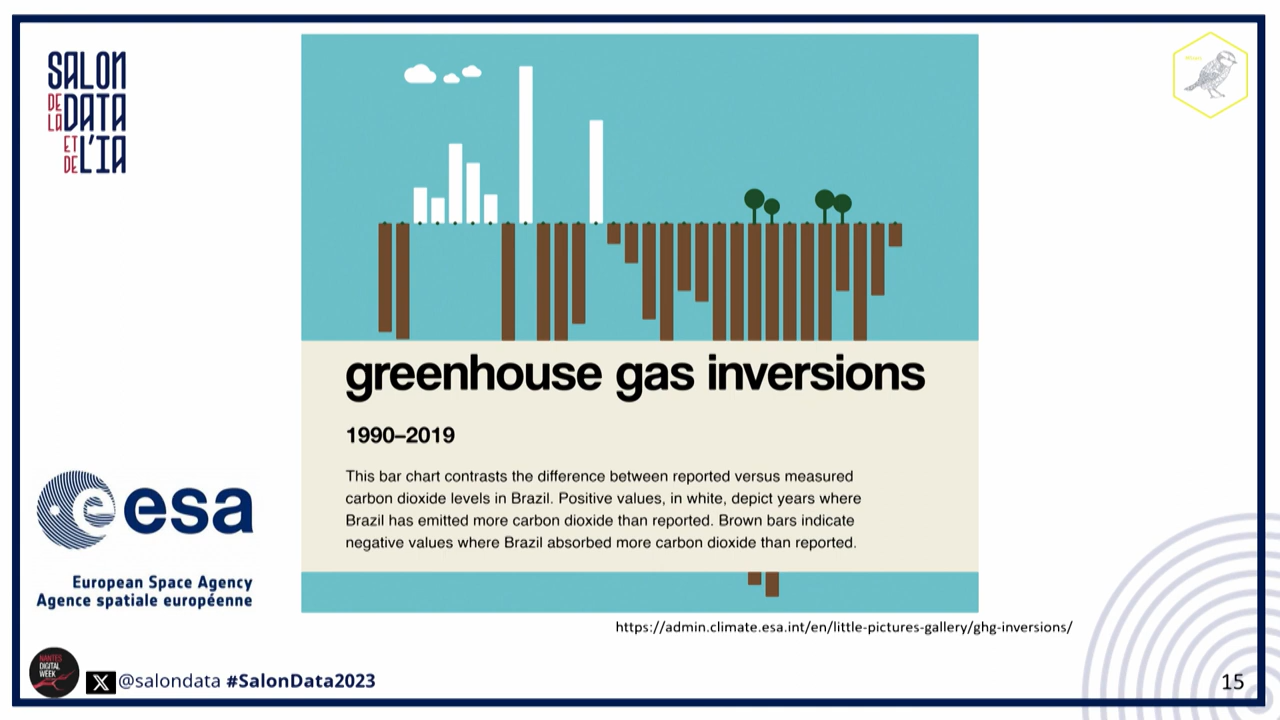 SALON
DE LA DATA
ET DE L'IA
greenhouse gas inversions
1990–2019
This bar chart contrasts the difference between reported versus measured
carbon dioxide levels in Brazil. Positive values, in white, depict years where
Brazil has emitted more carbon dioxide than reported. Brown bars indicate
negative values where Brazil absorbed more carbon dioxide than reported.
esa
European Space Agency
Agence spatiale européenne
https://admin.climate.esa.int/en/little-pictures-gallery/ghg-inversions/
NANTES
DIGITAL
WEEK
X @salondata #SalonData2023
15